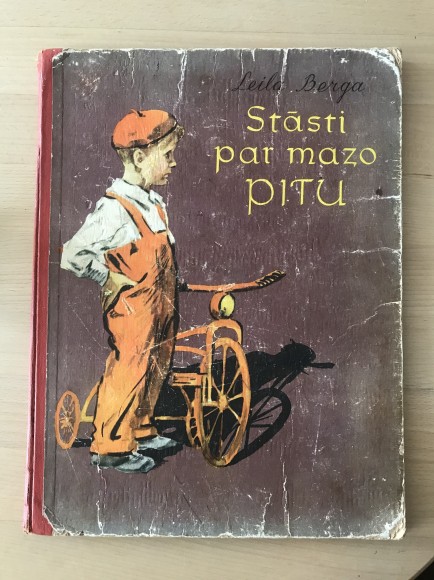 Leila Berga
Stāsti
par mazo
PITU